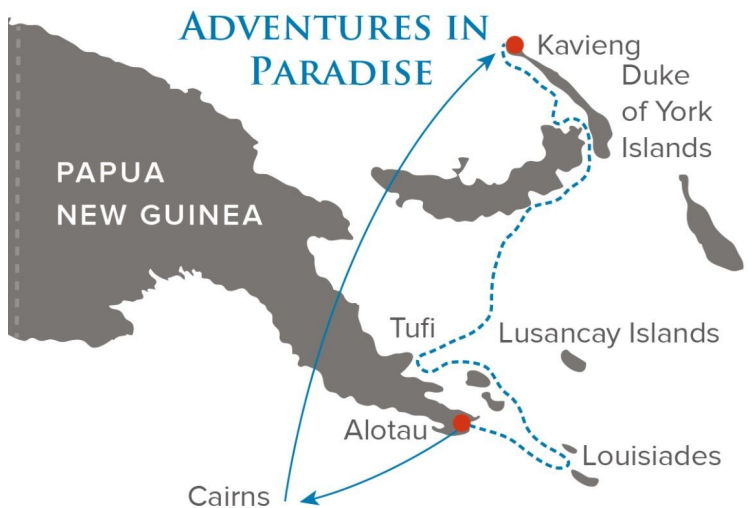 ADVENTURES IN
PARADISE
Kavieng
Duke
of York
Islands
PAPUA
NEW GUINEA
Tufi
Lusancay Islands
Alotau
Louisiades
Cairns